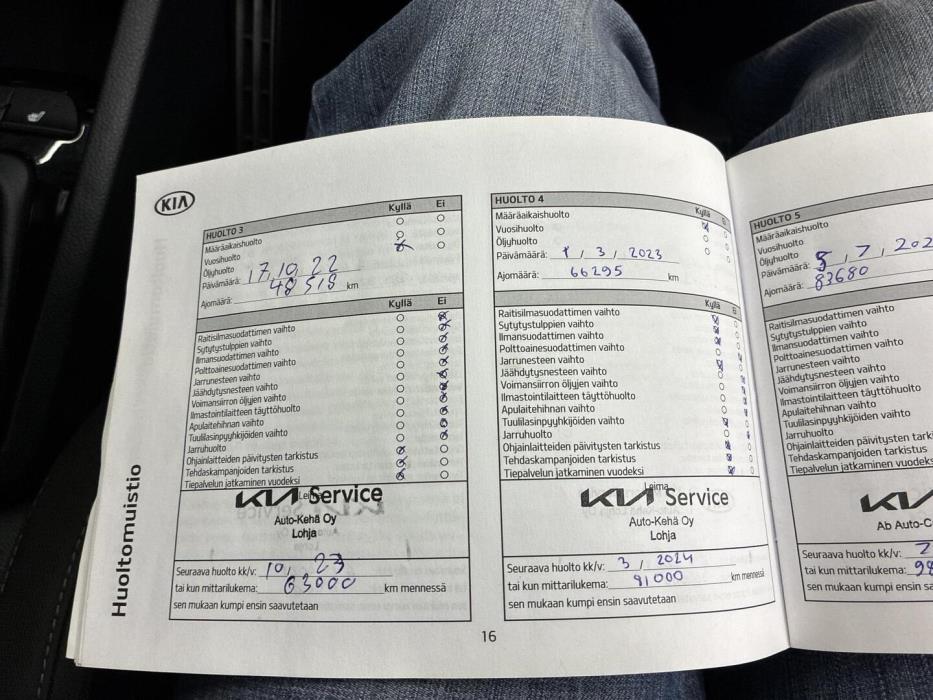 KIA
Huoltomuistio
HUOLTO 3 Kyllä Ei
Määräaikaishuolto
Vuosihuolto
Öljyhuolto
Päivämäärä: 17,10,22
Ajomäärä: 48518 km
Kyllä Ei
Raitisilmasuodattimen vaihto
Sytytystulppien vaihto
Ilmansuodattimen vaihto
Polttoainesuodattimen vaihto
Jarrunesteen vaihto
Jäähdytysnesteen vaihto
Voimansiirron öljyjen vaihto
Ilmastointilaitteen täyttöhuolto
Apulaitehihnan vaihto
Tuulilasinpyyhkijöiden vaihto
Jarruhuolto
Ohjainlaitteiden päivitysten tarkistus
Tehdaskampanjoiden tarkistus
Tiepalvelun jatkaminen vuodeksi
Leima
KIA Service
Auto-Kehä Oy
Lohja
Seuraava huolto kk/v: 10, 23
tai kun mittarilukema: 63000 km mennessä
sen mukaan kumpi ensin saavutetaan
HUOLTO 4 Kyllä Ei
Määräaikaishuolto
Vuosihuolto
Öljyhuolto
Päivämäärä: 1 / 3 / 2023
Ajomäärä: 66295 km
Kyllä Ei
Raitisilmasuodattimen vaihto
Sytytystulppien vaihto
Ilmansuodattimen vaihto
Polttoainesuodattimen vaihto
Jarrunesteen vaihto
Jäähdytysnesteen vaihto
Voimansiirron öljyjen vaihto
Ilmastointilaitteen täyttöhuolto
Apulaitehihnan vaihto
Tuulilasinpyyhkijöiden vaihto
Jarruhuolto
Ohjainlaitteiden päivitysten tarkistus
Tehdaskampanjoiden tarkistus
Tiepalvelun jatkaminen vuodeksi
Leima
KIA Service
Auto-Kehä Oy
Lohja
Seuraava huolto kk/v: 3 / 2024
tai kun mittarilukema: 91000 km mennessä
sen mukaan kumpi ensin saavutetaan
16
HUOLTO 5
Määräaikaishuolto
Vuosihuolto
Öljyhuolto
Päivämäärä: 5, 7, 202
Ajomäärä: 83680
Raitisilmasuodattimen vaihto
Sytytystulppien vaihto
Ilmansuodattimen vaihto
Polttoainesuodattimen vaihto
Jarrunesteen vaihto
Jäähdytysnesteen vaihto
Voimansiirron öljyjen vaihto
Ilmastointilaitteen täyttöhuolto
Apulaitehihnan vaihto
Tuulilasinpyyhkijöiden vaihto
Jarruhuolto
Ohjainlaitteiden päivitysten tark
Tehdaskampanjoiden tarkistus
Tiepalvelun jatkaminen vuodeks
KIA
Ab Auto-C
Seuraava huolto kk/v: 7
tai kun mittarilukema: 98
sen mukaan kumpi ensin sa